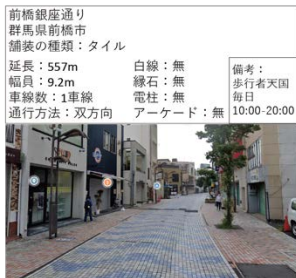 前橋銀座通り
群馬県前橋市
舗装の種類：タイル
延長：557m 白線：無
幅員：9.2m 縁石：無
車線数：1車線 電柱：無
通行方法：双方向 アーケード：無
備考：
歩行者天国
毎日
10:00-20:00